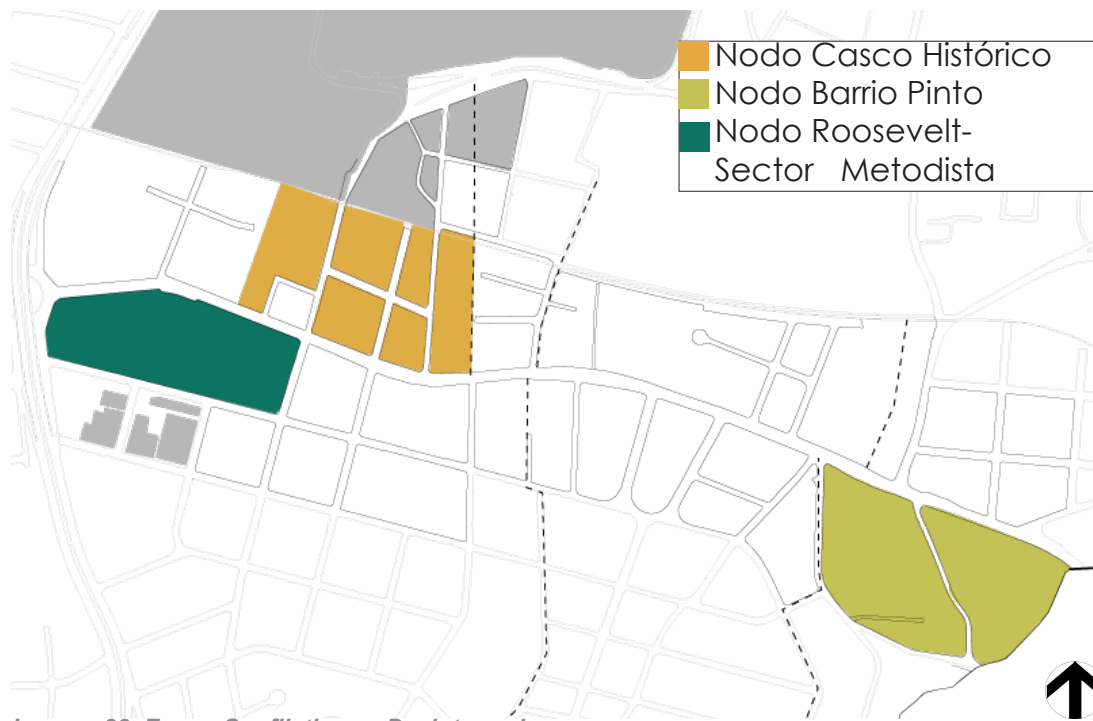 Nodo Casco Histórico
Nodo Barrio Pinto
Nodo Roosevelt-
Sector Metodista